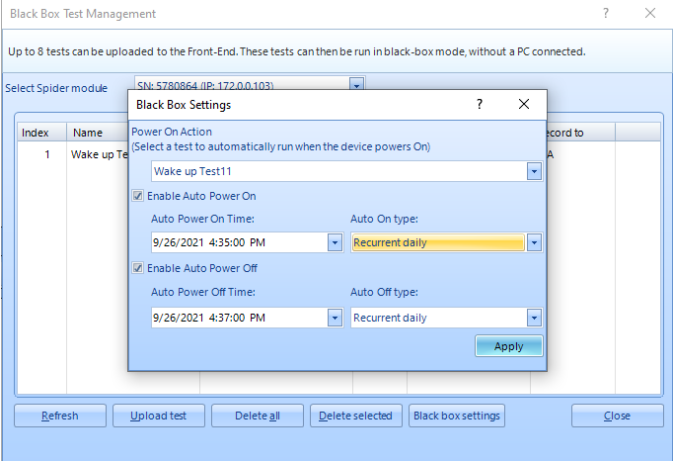 Black Box Test Management
Up to 8 tests can be uploaded to the Front-End. These tests can then be run in black-box mode, without a PC connected.
Select Spider module
SN: 5780864 (IP: 172.0.0.103)
Black Box Settings
Index Name
ecord to
1 Wake up Te
A
Power On Action
(Select a test to automatically run when the device powers On)
Wake up Test11
Enable Auto Power On
Auto Power On Time: Auto On type:
9/26/2021 4:35:00 PM Recurrent daily
Enable Auto Power Off
Auto Power Off Time: Auto Off type:
9/26/2021 4:37:00 PM Recurrent daily
Apply
Refresh Upload test Delete all Delete selected Black box settings Close